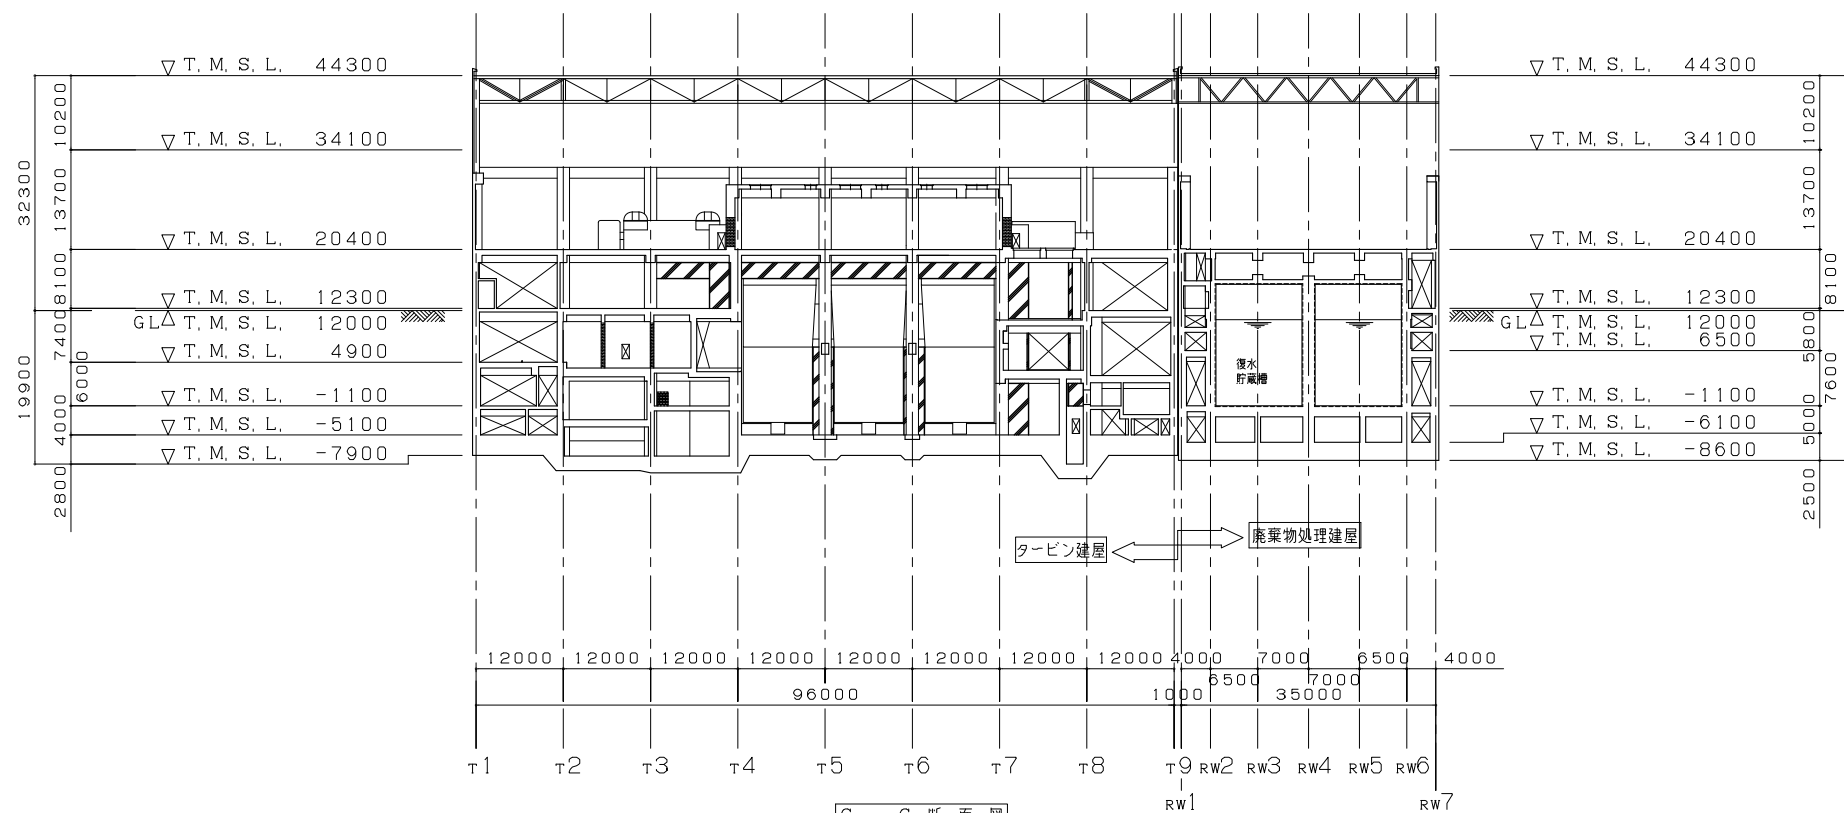 T.M.S.L. 44300
T.M.S.L. 34100
T.M.S.L. 20400
T.M.S.L. 12300
GL T.M.S.L. 12000
T.M.S.L. 4900
T.M.S.L. -1100
T.M.S.L. -5100
T.M.S.L. -7900
32300
19900
10200
13700
8100
7400
6000
4000
2800
T.M.S.L. 44300
T.M.S.L. 34100
T.M.S.L. 20400
T.M.S.L. 12300
GL T.M.S.L. 12000
T.M.S.L. 6500
T.M.S.L. -1100
T.M.S.L. -6100
T.M.S.L. -8600
10200
13700
8100
5800
7600
5000
2500
復水
貯蔵槽
タービン建屋
廃棄物処理建屋
12000 12000 12000 12000 12000 12000 12000 12000 4000 7000 6500 4000
6500 7000
96000 1000 35000
T1 T2 T3 T4 T5 T6 T7 T8 T9 RW2 RW3 RW4 RW5 RW6
RW1 RW7